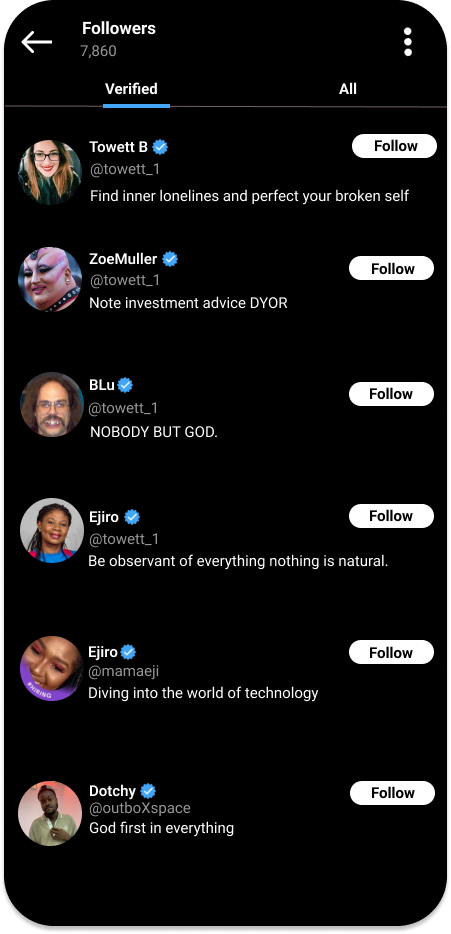 Followers
7,860
Verified All
Towett B Follow
@towett_1
Find inner lonelines and perfect your broken self
ZoeMuller Follow
@towett_1
Note investment advice DYOR
BLu Follow
@towett_1
NOBODY BUT GOD.
Ejiro Follow
@towett_1
Be observant of everything nothing is natural.
Ejiro Follow
@mamaeji
#HIRING
Diving into the world of technology
Dotchy Follow
@outboXspace
God first in everything